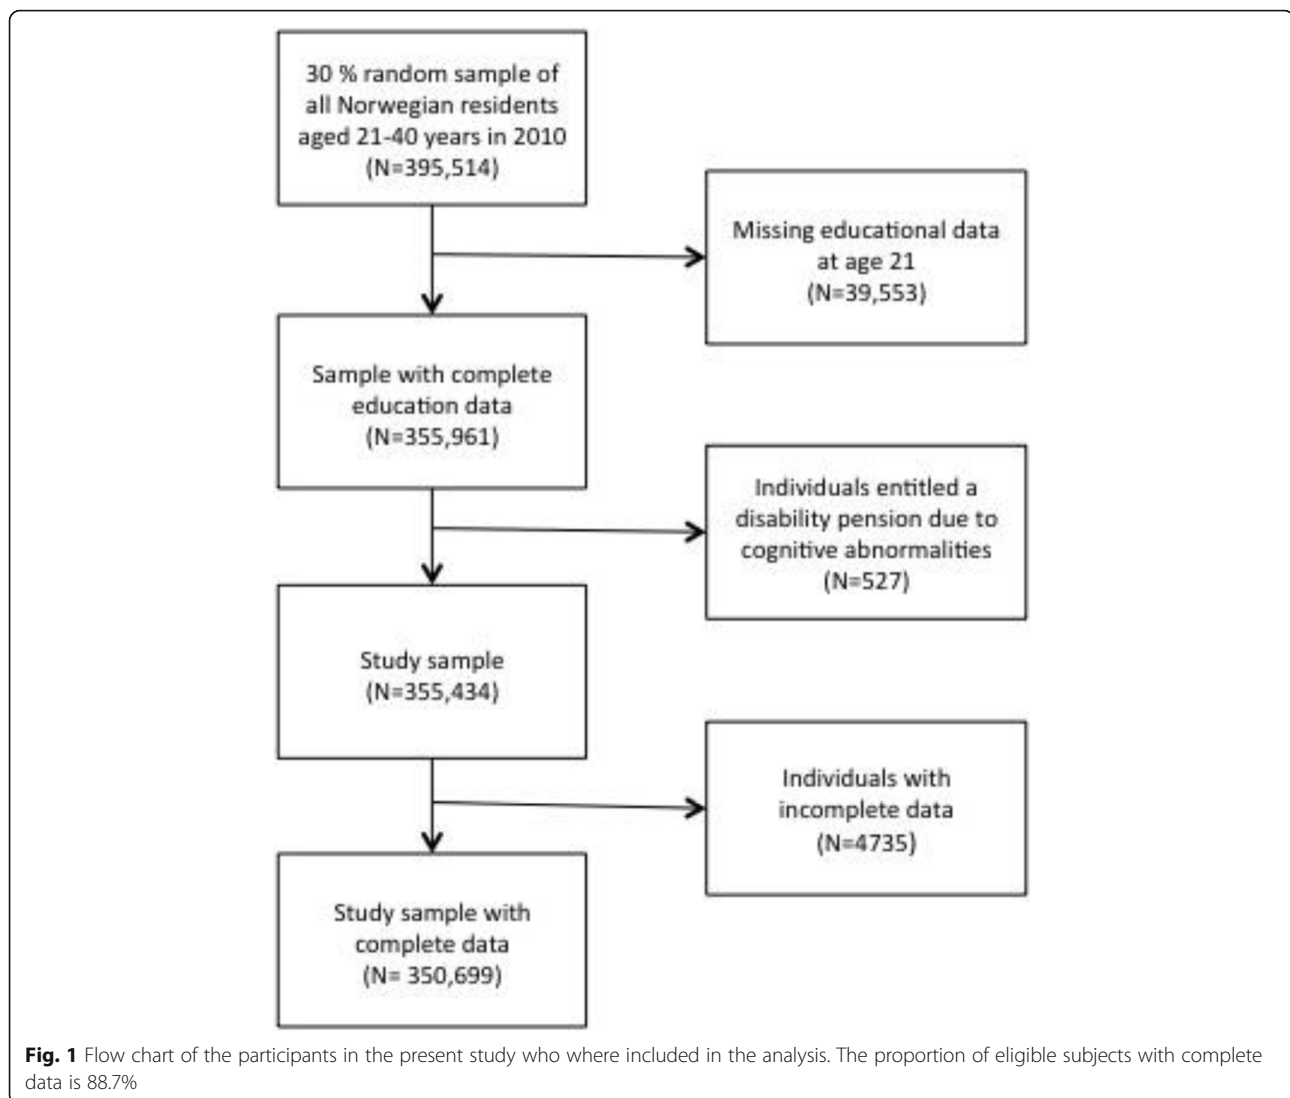 30 % random sample of
all Norwegian residents
aged 21-40 years in 2010
(N=395,514)
Missing educational data
at age 21
(N=39,553)
Sample with complete
education data
(N=355,961)
Individuals entitled a
disability pension due to
cognitive abnormalities
(N=527)
Study sample
(N=355,434)
Individuals with
incomplete data
(N=4735)
Study sample with
complete data
(N= 350,699)
Fig. 1 Flow chart of the participants in the present study who where included in the analysis. The proportion of eligible subjects with complete
data is 88.7%